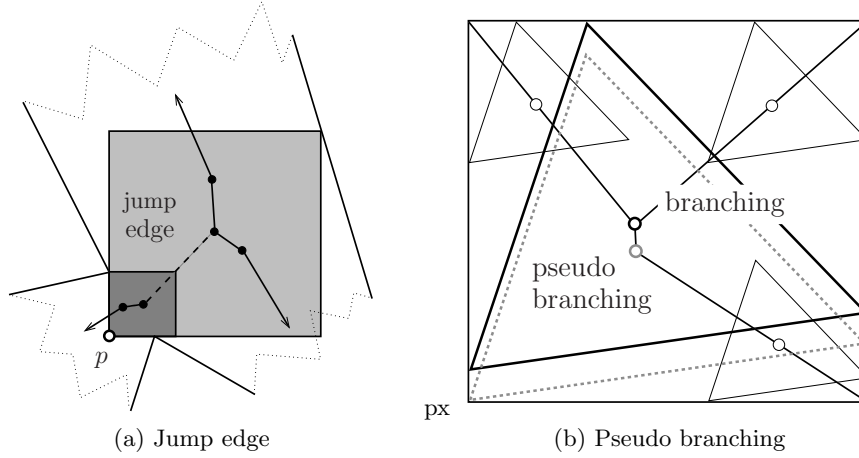 jump
edge
p
(a) Jump edge
branching
pseudo
branching
px
(b) Pseudo branching